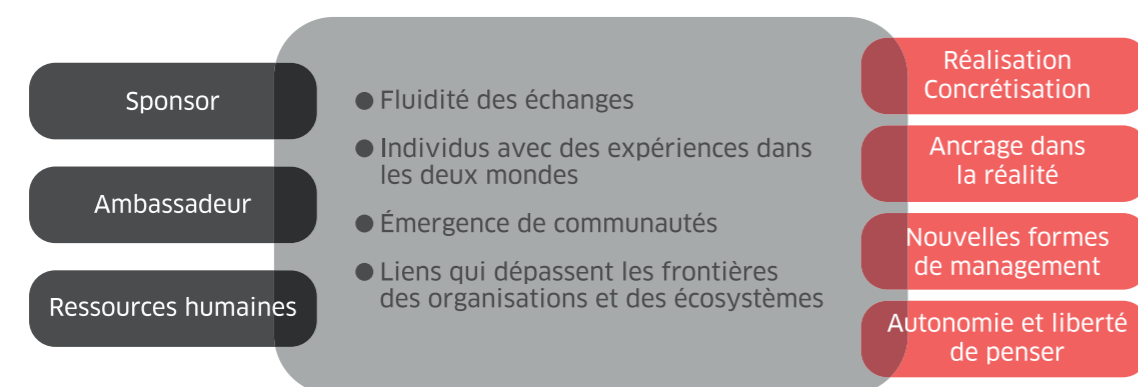 Sponsor
Ambassadeur
Ressources humaines
● Fluidité des échanges
● Individus avec des expériences dans
les deux mondes
● Émergence de communautés
● Liens qui dépassent les frontières
des organisations et des écosystèmes
Réalisation
Concrétisation
Ancrage dans
la réalité
Nouvelles formes
de management
Autonomie et liberté
de penser